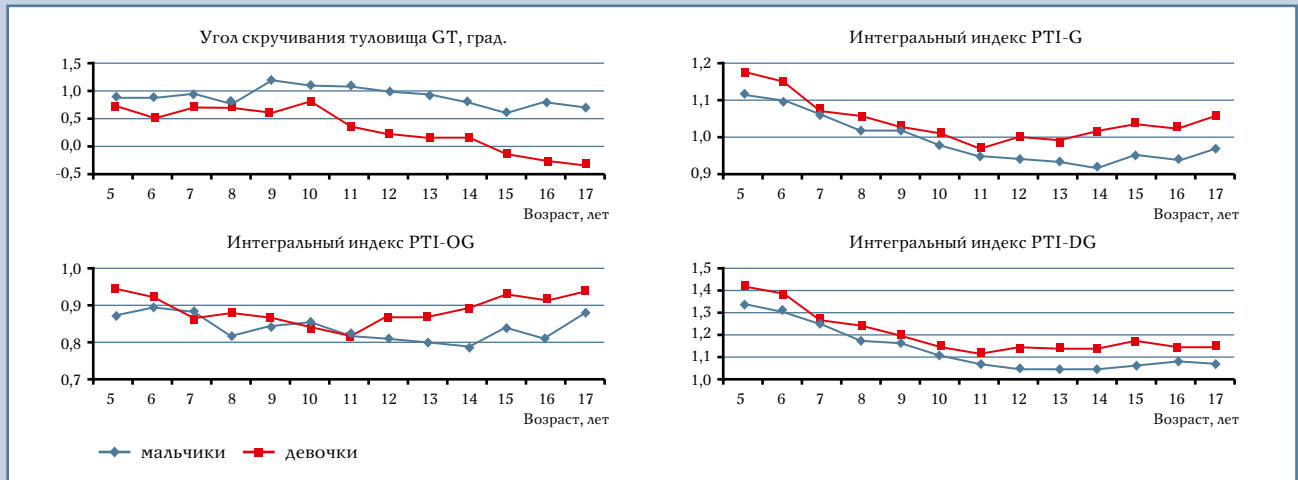 Угол скручивания туловища GT, град.
1,5
1,0
0,5
0,0
-0,5
5 6 7 8 9 10 11 12 13 14 15 16 17
Возраст, лет
Интегральный индекс PTI-G
1,2
1,1
1,0
0,9
5 6 7 8 9 10 11 12 13 14 15 16 17
Возраст, лет
Интегральный индекс PTI-OG
1,0
0,9
0,8
0,7
5 6 7 8 9 10 11 12 13 14 15 16 17
Возраст, лет
Интегральный индекс PTI-DG
1,5
1,4
1,3
1,2
1,1
1,0
5 6 7 8 9 10 11 12 13 14 15 16 17
Возраст, лет
мальчики девочки